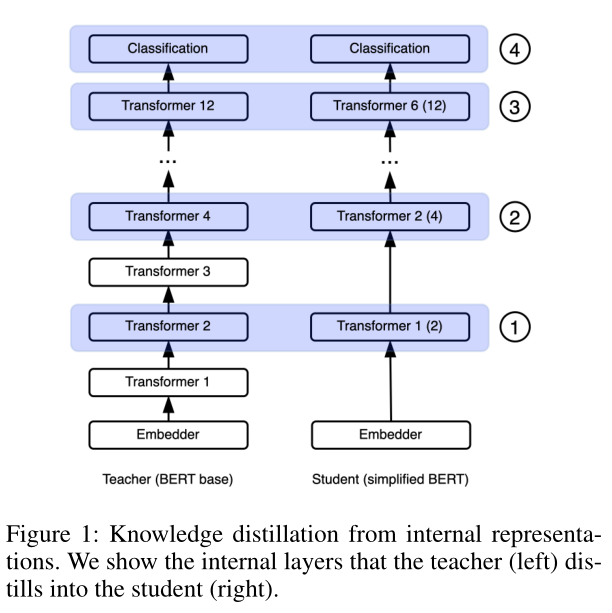 Classification Classification 4
Transformer 12 Transformer 6 (12) 3
... ...
Transformer 4 Transformer 2 (4) 2
Transformer 3
Transformer 2 Transformer 1 (2) 1
Transformer 1
Embedder Embedder
Teacher (BERT base) Student (simplified BERT)
Figure 1: Knowledge distillation from internal representa-
tions. We show the internal layers that the teacher (left) dis-
tills into the student (right).